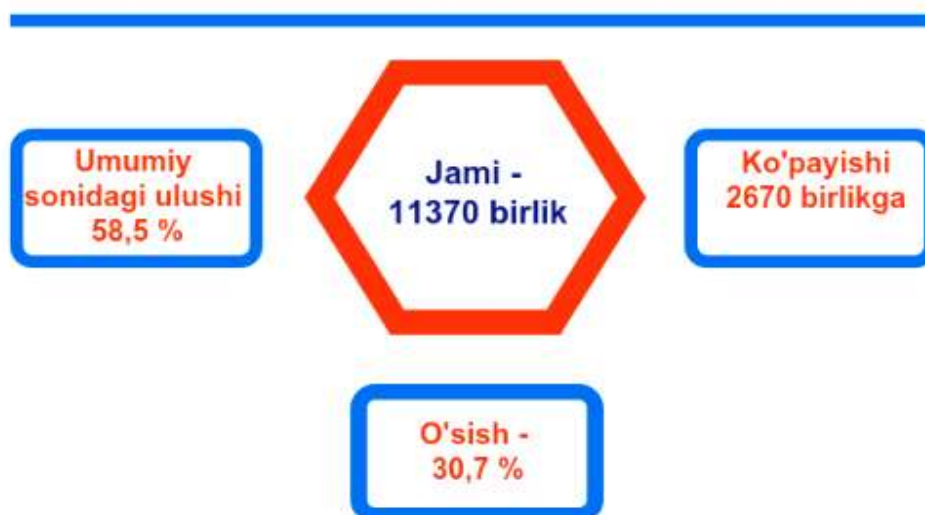 Umumiy
sonidagi ulushi
58,5 %
Jami -
11370 birlik
Ko'payishi
2670 birlikga
O'sish -
30,7 %